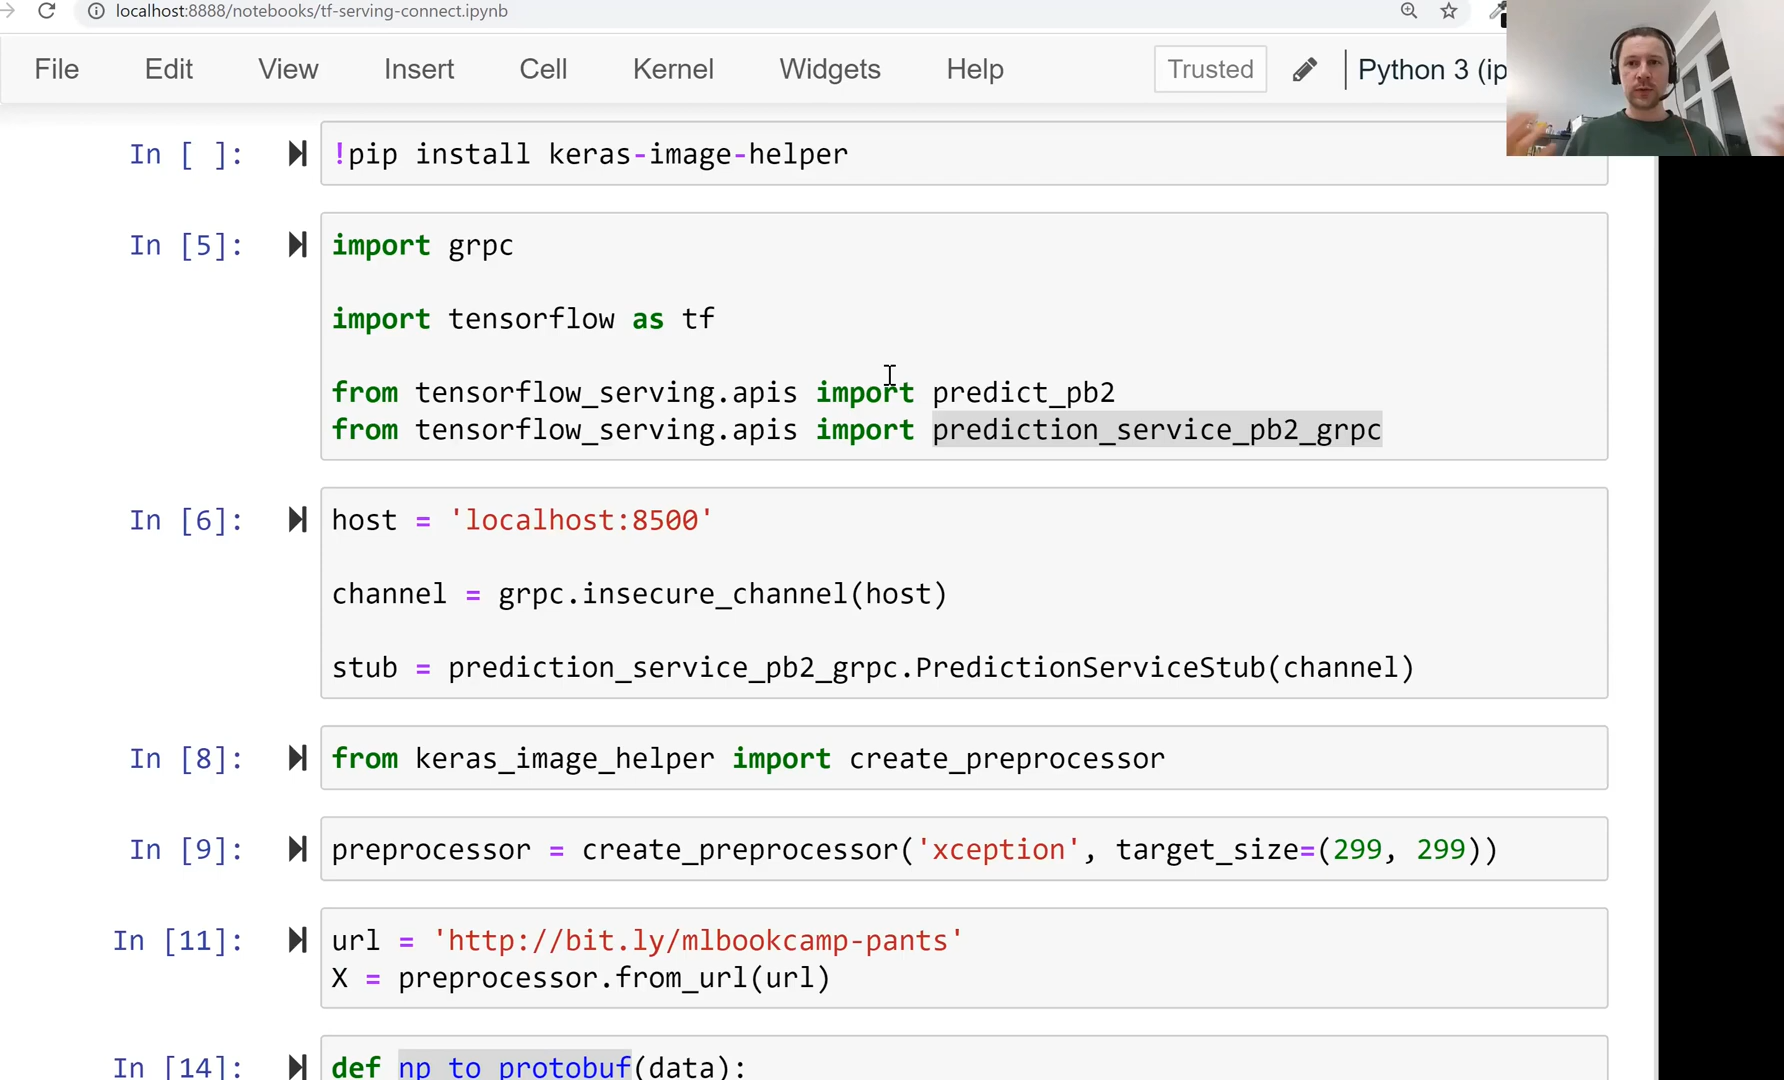 localhost:8888/notebooks/tf-serving-connect.ipynb
File Edit View Insert Cell Kernel Widgets Help Trusted Python 3 (ip
In [ ]: !pip install keras-image-helper
In [5]: import grpc
import tensorflow as tf
from tensorflow_serving.apis import predict_pb2
from tensorflow_serving.apis import prediction_service_pb2_grpc
In [6]: host = 'localhost:8500'
channel = grpc.insecure_channel(host)
stub = prediction_service_pb2_grpc.PredictionServiceStub(channel)
In [8]: from keras_image_helper import create_preprocessor
In [9]: preprocessor = create_preprocessor('xception', target_size=(299, 299))
In [11]: url = 'http://bit.ly/mlbookcamp-pants'
X = preprocessor.from_url(url)
In [14]: def np_to_protobuf(data):